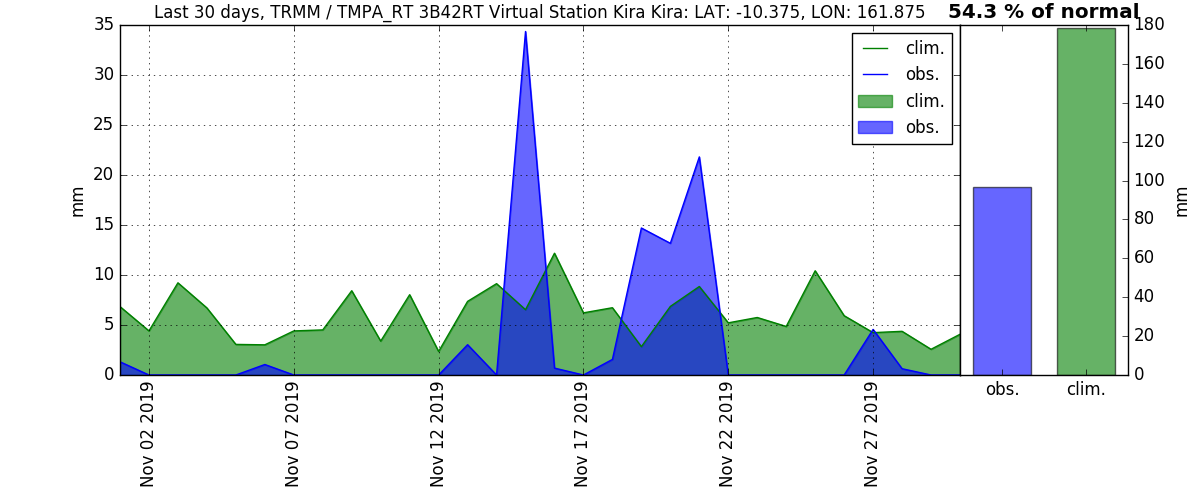 Last 30 days, TRMM / TMPA_RT 3B42RT Virtual Station Kira Kira: LAT: -10.375, LON: 161.875
54.3 % of normal
35
30
25
20
15
10
5
0
mm
clim.
obs.
clim.
obs.
Nov 02 2019
Nov 07 2019
Nov 12 2019
Nov 17 2019
Nov 22 2019
Nov 27 2019
180
160
140
120
100
80
60
40
20
0
mm
obs.
clim.